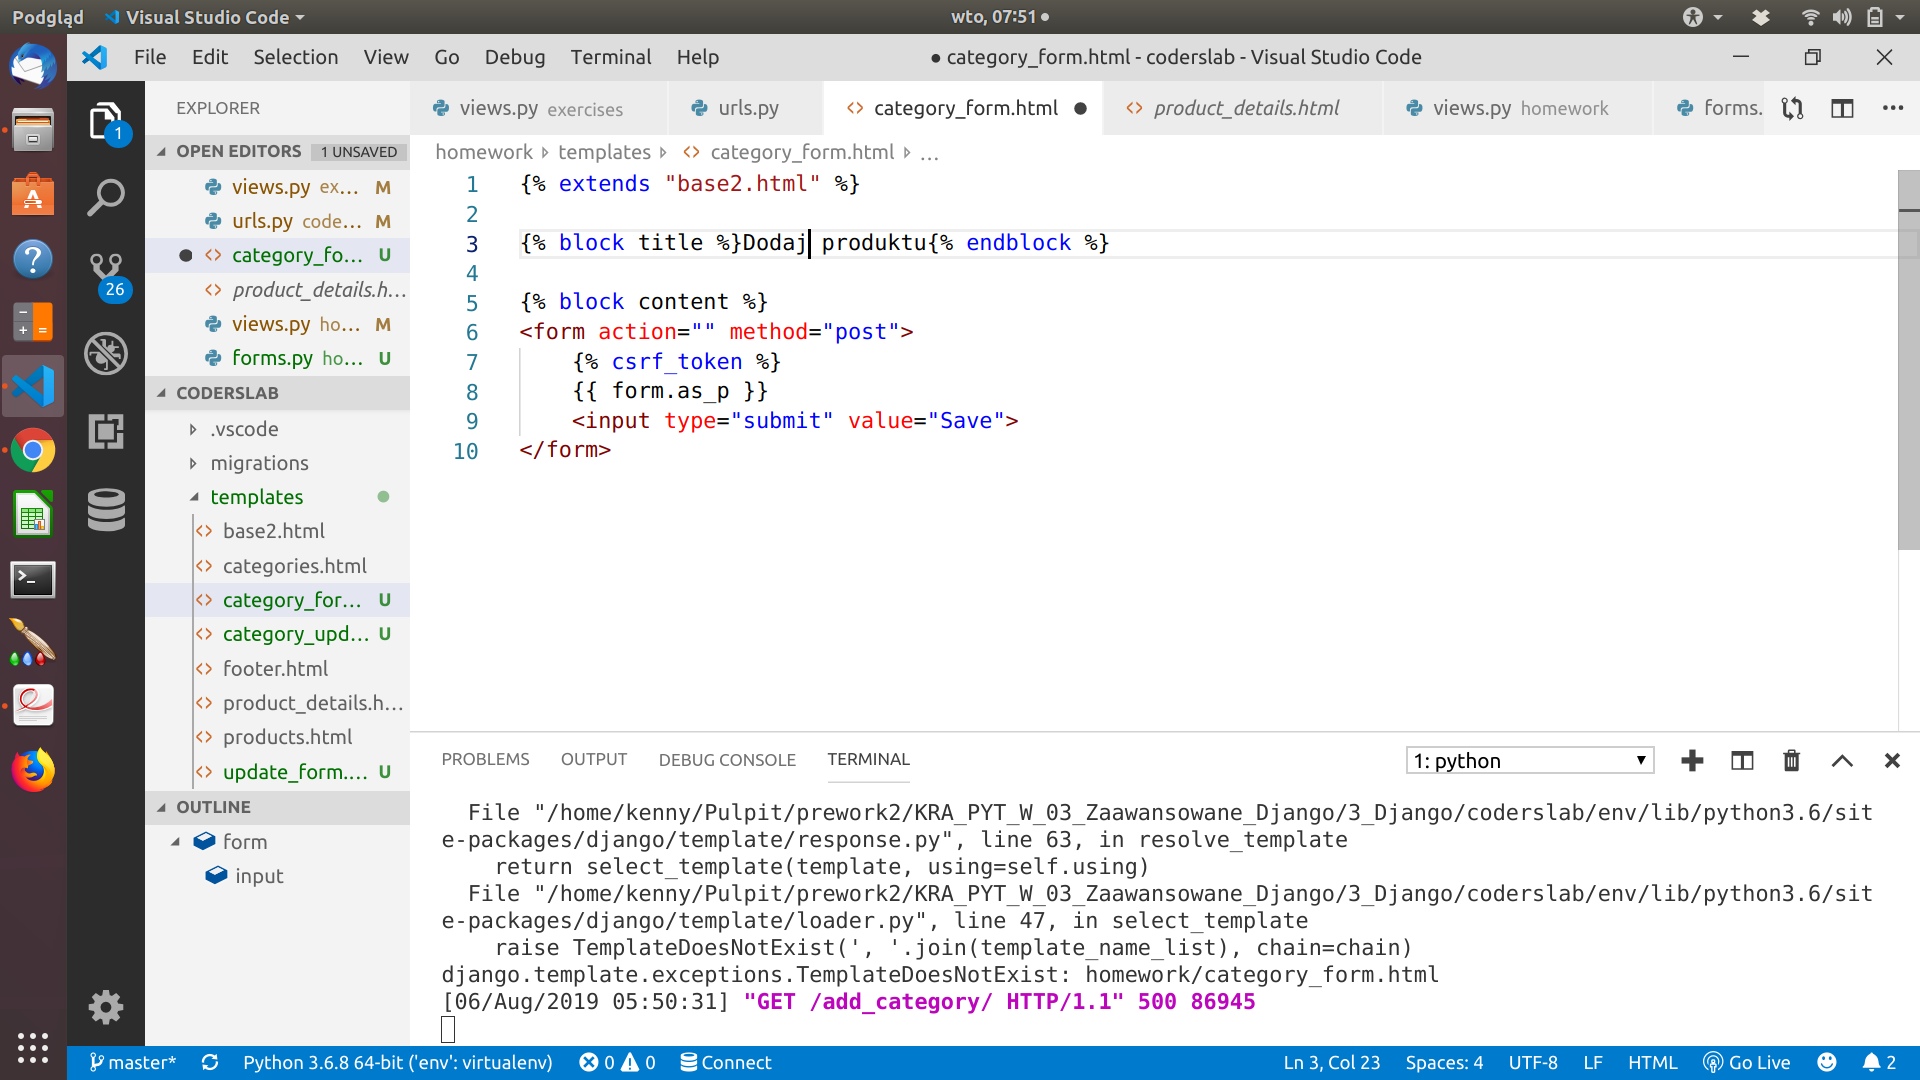 Podgląd
Visual Studio Code
wto, 07:51
File Edit Selection View Go Debug Terminal Help
● category_form.html - coderslab - Visual Studio Code
EXPLORER
views.py exercises
urls.py
category_form.html ●
product_details.html
views.py homework
forms.
OPEN EDITORS 1 UNSAVED
views.py ex... M
urls.py code... M
● category_fo... U
product_details.h...
views.py ho... M
forms.py ho... U
1
26
CODERSLAB
.vscode
migrations
templates
base2.html
categories.html
category_for... U
category_upd... U
footer.html
product_details.h...
products.html
update_form.... U
OUTLINE
form
input
homework templates category_form.html ...
1 {% extends "base2.html" %}
2
3 {% block title %}Dodaj produktu{% endblock %}
4
5 {% block content %}
6 <form action="" method="post">
7 {% csrf_token %}
8 {{ form.as_p }}
9 <input type="submit" value="Save">
10 </form>
PROBLEMS OUTPUT DEBUG CONSOLE TERMINAL
1: python
File "/home/kenny/Pulpit/prework2/KRA_PYT_W_03_Zaawansowane_Django/3_Django/coderslab/env/lib/python3.6/sit
e-packages/django/template/response.py", line 63, in resolve_template
return select_template(template, using=self.using)
File "/home/kenny/Pulpit/prework2/KRA_PYT_W_03_Zaawansowane_Django/3_Django/coderslab/env/lib/python3.6/sit
e-packages/django/template/loader.py", line 47, in select_template
raise TemplateDoesNotExist(', '.join(template_name_list), chain=chain)
django.template.exceptions.TemplateDoesNotExist: homework/category_form.html
[06/Aug/2019 05:50:31] "GET /add_category/ HTTP/1.1" 500 86945
master* Python 3.6.8 64-bit ('env': virtualenv) 0 0 Connect
Ln 3, Col 23 Spaces: 4 UTF-8 LF HTML Go Live 2